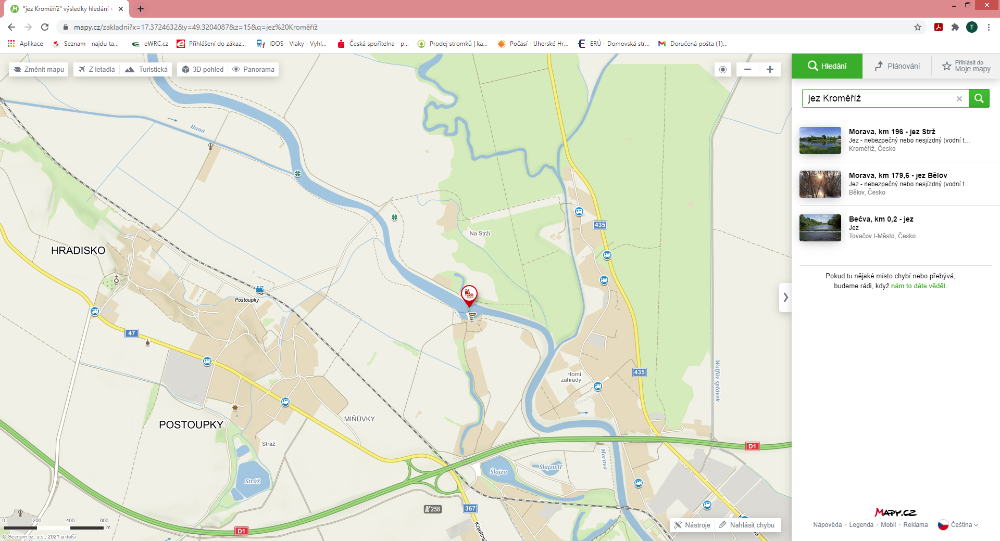 "jez Kroměříž" výsledky hledání
mapy.cz/zakladni?x=17.3724632&y=49.3204087&z=15&q=jez%20Kroměříž
T
Aplikace
Seznam - najdu ta...
eWRC.cz
Přihlášení do zákaz...
IDOS - Vlaky - Vyhl...
Česká spořitelna - p...
Prodej stromků | ka...
Počasí - Uherské Hr...
ERÚ - Domovská str...
Doručená pošta (1)...
Změnit mapu
Z letadla
Turistická
3D pohled
Panorama
Hledání
Plánování
Přihlásit do
Moje mapy
jez Kroměříž
Morava, km 196 - jez Strž
Jez - nebezpečný nebo nesjízdný (vodní t...
Kroměříž, Česko
Morava, km 179,6 - jez Bělov
Jez - nebezpečný nebo nesjízdný (vodní t...
Bělov, Česko
Bečva, km 0,2 - jez
Jez
Tovačov I-Město, Česko
Pokud tu nějaké místo chybí nebo přebývá,
budeme rádi, když nám to dáte vědět.
Haná
435
Na Strži
HRADISKO
Postoupky
47
Horní
zahrady
435
Wolfův splávek
MIŇŮVKY
POSTOUPKY
Stráž
D1
Morava
Šlajza
Šlajza II
Stráž
258
367
D1
0 200 400 600
m
© Seznam.cz, a.s., 2021 a další
Nástroje
Nahlásit chybu
MAPY.CZ
Nápověda • Legenda • Mobil • Reklama
Čeština